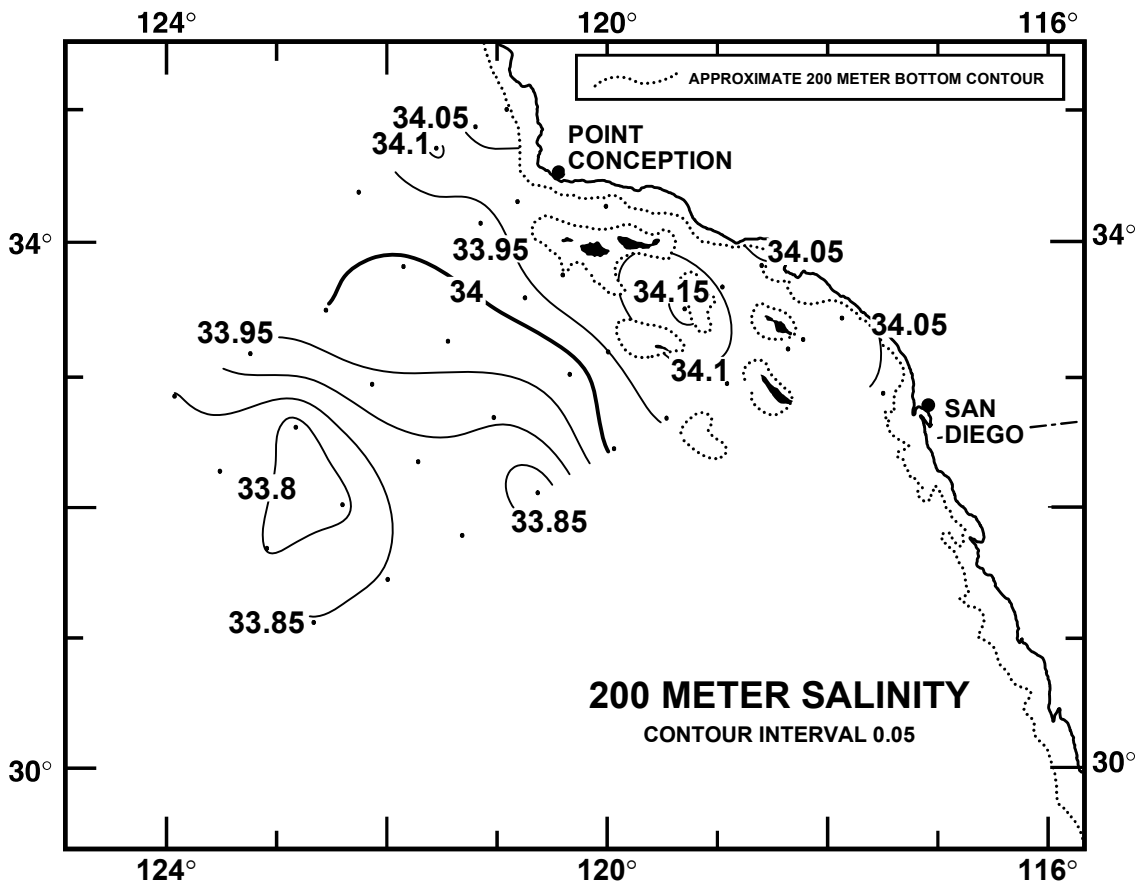 124° 120° 116°
APPROXIMATE 200 METER BOTTOM CONTOUR
34.05
34.1
POINT
CONCEPTION
34° 34°
33.95
34.05
34
34.15
33.95
34.05
34.1
SAN
DIEGO
33.8
33.85
33.85
200 METER SALINITY
CONTOUR INTERVAL 0.05
30° 30°
124° 120° 116°